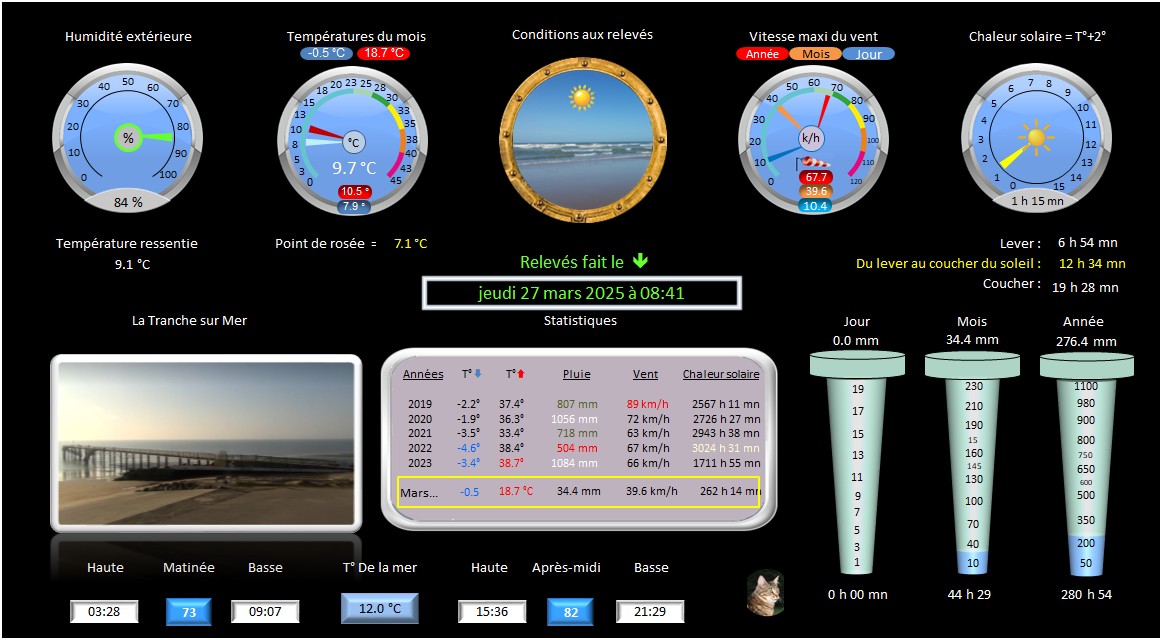 Humidité extérieure
Températures du mois
Conditions aux relevés
Vitesse maxi du vent
Chaleur solaire = T°+2°
-0.5 °C 18.7 °C
Année Mois Jour
0 10 20 30 40 50 60 70 80 90 100
%
84 %
0 3 5 8 10 13 15 18 20 23 25 28 30 33 35 38 40 43 45
°C
9.7 °C
10.5 °
7.9 °
0 10 20 30 40 50 60 70 80 90 100 110 120
k/h
67.7
39.6
10.4
0 1 2 3 4 5 6 7 8 9 10 11 12 13 14 15
1 h 15 mn
Température ressentie
9.1 °C
Point de rosée = 7.1 °C
Relevés fait le
jeudi 27 mars 2025 à 08:41
Lever : 6 h 54 mn
Du lever au coucher du soleil : 12 h 34 mn
Coucher : 19 h 28 mn
La Tranche sur Mer
Statistiques
Années T° T° Pluie Vent Chaleur solaire
2019 -2.2° 37.4° 807 mm 89 km/h 2567 h 11 mn
2020 -1.9° 36.3° 1056 mm 72 km/h 2726 h 27 mn
2021 -3.5° 33.4° 718 mm 63 km/h 2943 h 38 mn
2022 -4.6° 38.4° 504 mm 67 km/h 3024 h 31 mn
2023 -3.4° 38.7° 1084 mm 66 km/h 1711 h 55 mn
Mars... -0.5 18.7 °C 34.4 mm 39.6 km/h 262 h 14 mn
Jour
0.0 mm
19
17
15
13
11
9
7
5
3
1
0 h 00 mn
Mois
34.4 mm
230
210
190
15
160
145
130
100
70
40
10
44 h 29
Année
276.4 mm
1100
980
900
800
750
650
600
500
350
200
50
280 h 54
Haute Matinée Basse T° De la mer Haute Après-midi Basse
03:28 73 09:07 12.0 °C 15:36 82 21:29